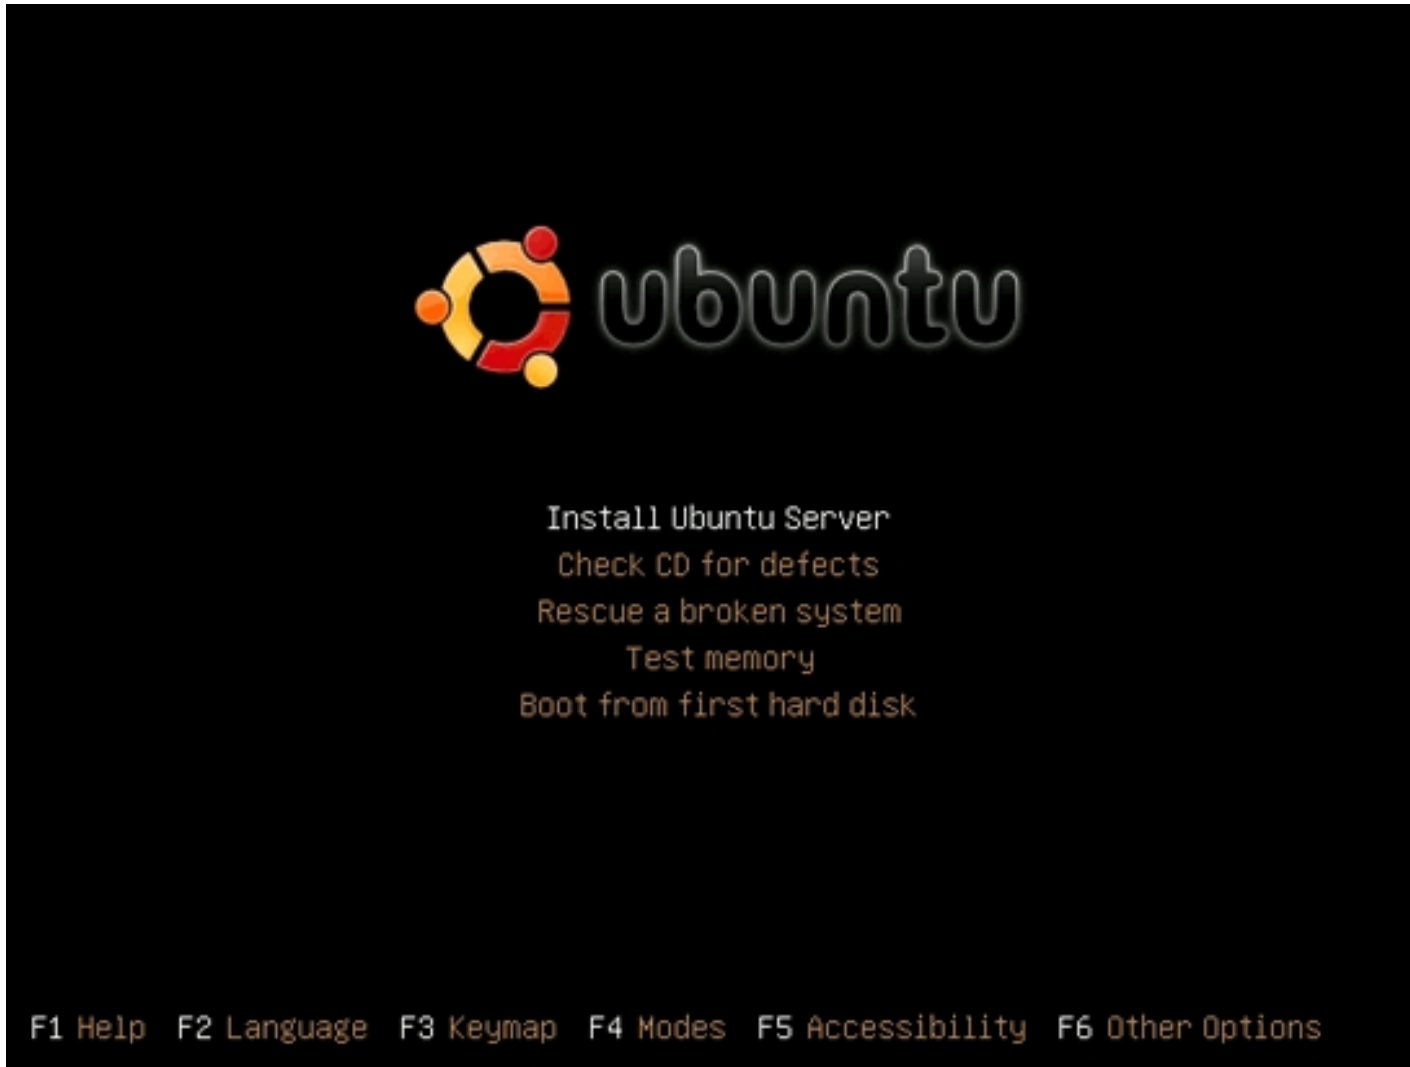 ubuntu
Install Ubuntu Server
Check CD for defects
Rescue a broken system
Test memory
Boot from first hard disk
F1 Help F2 Language F3 Keymap F4 Modes F5 Accessibility F6 Other Options